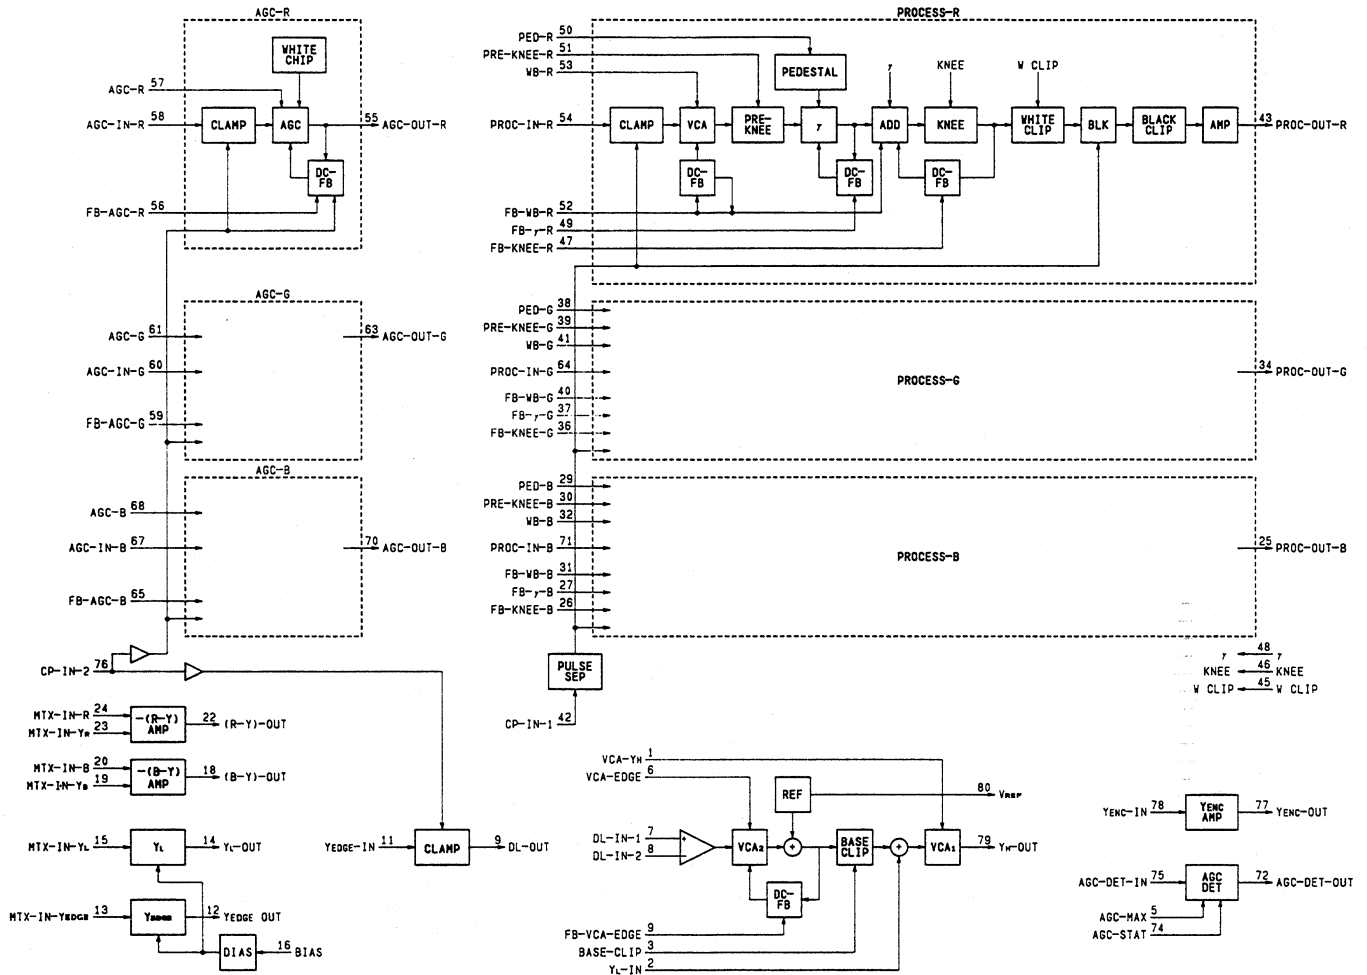 AGC-R
WHITE CHIP
AGC-R 57
AGC-IN-R 58
CLAMP
AGC
55 AGC-OUT-R
DC-FB
FB-AGC-R 56
PROCESS-R
PED-R 50
PRE-KNEE-R 51
WB-R 53
PEDESTAL
γ
KNEE
W CLIP
PROC-IN-R 54
CLAMP
VCA
PRE-KNEE
γ
ADD
KNEE
WHITE CLIP
BLK
BLACK CLIP
AMP
43 PROC-OUT-R
DC-FB
DC-FB
DC-FB
FB-WB-R 52
FB-γ-R 49
FB-KNEE-R 47
AGC-G
AGC-G 61
63 AGC-OUT-G
AGC-IN-G 60
FB-AGC-G 59
PED-G 38
PRE-KNEE-G 39
WB-G 41
PROC-IN-G 64
PROCESS-G
34 PROC-OUT-G
FB-WB-G 40
FB-γ-G 37
FB-KNEE-G 36
AGC-B
AGC-B 68
AGC-IN-B 67
70 AGC-OUT-B
FB-AGC-B 65
PED-B 29
PRE-KNEE-B 30
WB-B 32
PROC-IN-B 71
PROCESS-B
25 PROC-OUT-B
FB-WB-B 31
FB-γ-B 27
FB-KNEE-B 26
CP-IN-2 76
PULSE SEP
CP-IN-1 42
γ 48 γ
KNEE 46 KNEE
W CLIP 45 W CLIP
MTX-IN-R 24
MTX-IN-YR 23
-(R-Y) AMP
22 (R-Y)-OUT
MTX-IN-B 20
MTX-IN-YB 19
-(B-Y) AMP
18 (B-Y)-OUT
MTX-IN-YL 15
YL
14 YL-OUT
MTX-IN-YEDGE 13
YEDGE
12 YEDGE OUT
DIAS
16 BIAS
YEDGE-IN 11
CLAMP
9 DL-OUT
VCA-YH 1
VCA-EDGE 6
REF
80 VREF
DL-IN-1 7
DL-IN-2 8
+
−
VCA2
+
BASE CLIP
+
VCA1
79 YH-OUT
DC-FB
FB-VCA-EDGE 9
BASE-CLIP 3
YL-IN 2
YENC-IN 78
YENC AMP
77 YENC-OUT
AGC-DET-IN 75
AGC DET
72 AGC-DET-OUT
AGC-MAX 5
AGC-STAT 74